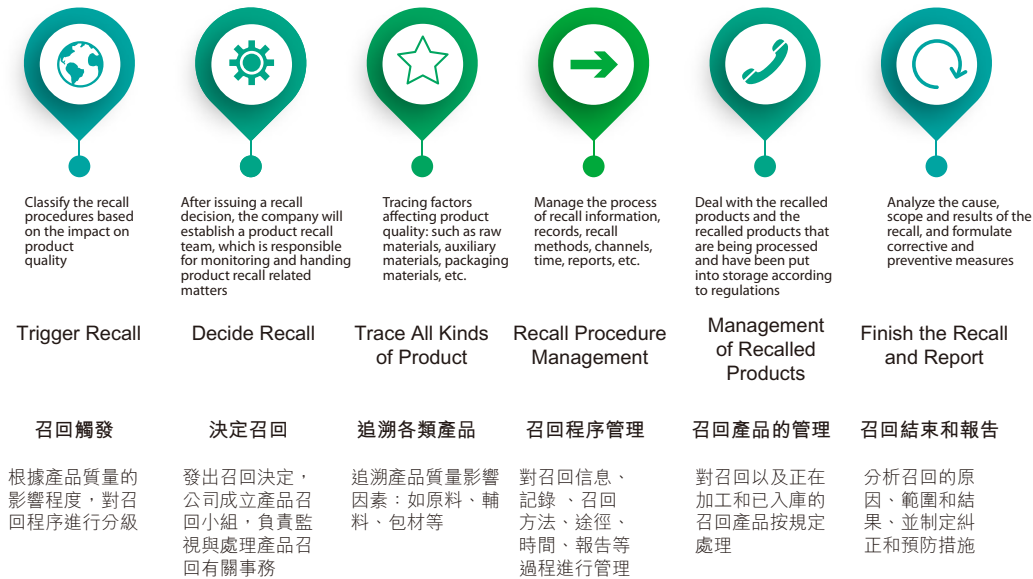 Classify the recall
procedures based
on the impact on
product
quality
After issuing a recall
decision, the company will
establish a product recall
team, which is responsible
for monitoring and handing
product recall related
matters
Tracing factors
affecting product
quality: such as raw
materials, auxiliary
materials, packaging
materials, etc.
Manage the process
of recall information,
records, recall
methods, channels,
time, reports, etc.
Deal with the recalled
products and the
recalled products that
are being processed
and have been put
into storage according
to regulations
Analyze the cause,
scope and results of the
recall, and formulate
corrective and
preventive measures
Trigger Recall
Decide Recall
Trace All Kinds
of Product
Recall Procedure
Management
Management
of Recalled
Products
Finish the Recall
and Report
召回觸發
決定召回
追溯各類產品
召回程序管理
召回產品的管理
召回結束和報告
根據產品質量的
影響程度，對召
回程序進行分級
發出召回決定，
公司成立產品召
回小組，負責監
視與處理產品召
回有關事務
追溯產品質量影響
因素：如原料、輔
料、包材等
對召回信息、
記錄 、召回
方法、途徑、
時間、報告等
過程進行管理
對召回以及正在
加工和已入庫的
召回產品按規定
處理
分析召回的原
因、範圍和結
果、並制定糾
正和預防措施